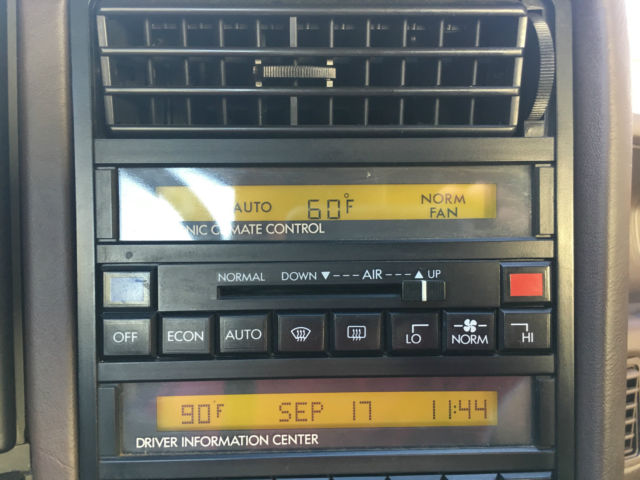 AUTO 60°F NORM FAN
NIC CLIMATE CONTROL
NORMAL DOWN ▼ --- AIR --- ▲ UP
OFF ECON AUTO LO NORM HI
90°F SEP 17 11:44
DRIVER INFORMATION CENTER